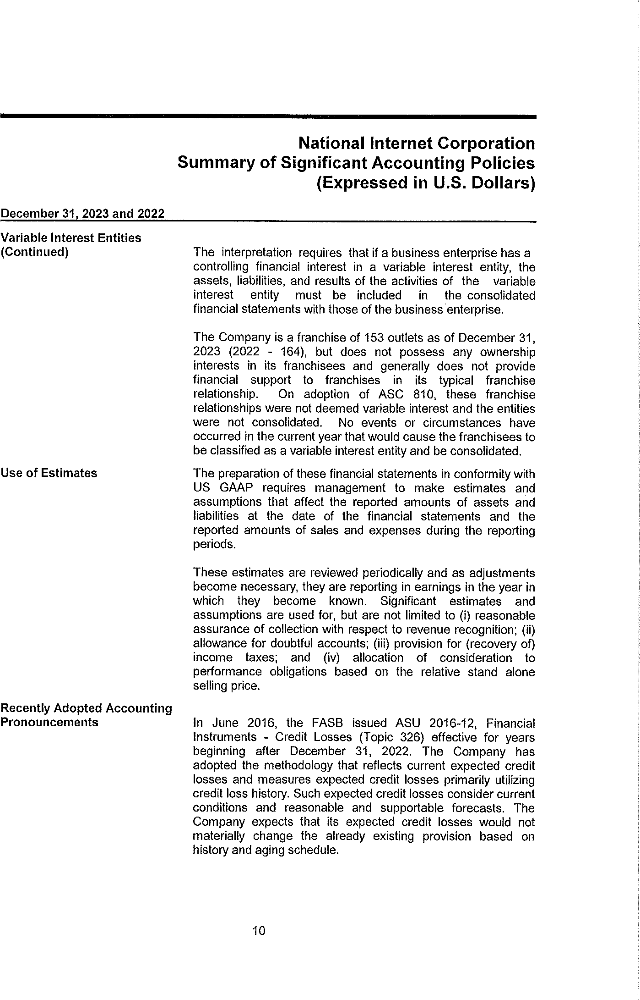 National Internet Corporation
Summary of Significant Accounting Policies
(Expressed in U.S. Dollars)
December 31, 2023 and 2022
Variable Interest Entities
(Continued)
The interpretation requires that if a business enterprise has a
controlling financial interest in a variable interest entity, the
assets, liabilities, and results of the activities of the variable
interest entity must be included in the consolidated
financial statements with those of the business enterprise.
The Company is a franchise of 153 outlets as of December 31,
2023 (2022 - 164), but does not possess any ownership
interests in its franchisees and generally does not provide
financial support to franchises in its typical franchise
relationship. On adoption of ASC 810, these franchise
relationships were not deemed variable interest and the entities
were not consolidated. No events or circumstances have
occurred in the current year that would cause the franchisees to
be classified as a variable interest entity and be consolidated.
Use of Estimates
The preparation of these financial statements in conformity with
US GAAP requires management to make estimates and
assumptions that affect the reported amounts of assets and
liabilities at the date of the financial statements and the
reported amounts of sales and expenses during the reporting
periods.
These estimates are reviewed periodically and as adjustments
become necessary, they are reporting in earnings in the year in
which they become known. Significant estimates and
assumptions are used for, but are not limited to (i) reasonable
assurance of collection with respect to revenue recognition; (ii)
allowance for doubtful accounts; (iii) provision for (recovery of)
income taxes; and (iv) allocation of consideration to
performance obligations based on the relative stand alone
selling price.
Recently Adopted Accounting
Pronouncements
In June 2016, the FASB issued ASU 2016-12, Financial
Instruments - Credit Losses (Topic 326) effective for years
beginning after December 31, 2022. The Company has
adopted the methodology that reflects current expected credit
losses and measures expected credit losses primarily utilizing
credit loss history. Such expected credit losses consider current
conditions and reasonable and supportable forecasts. The
Company expects that its expected credit losses would not
materially change the already existing provision based on
history and aging schedule.
10